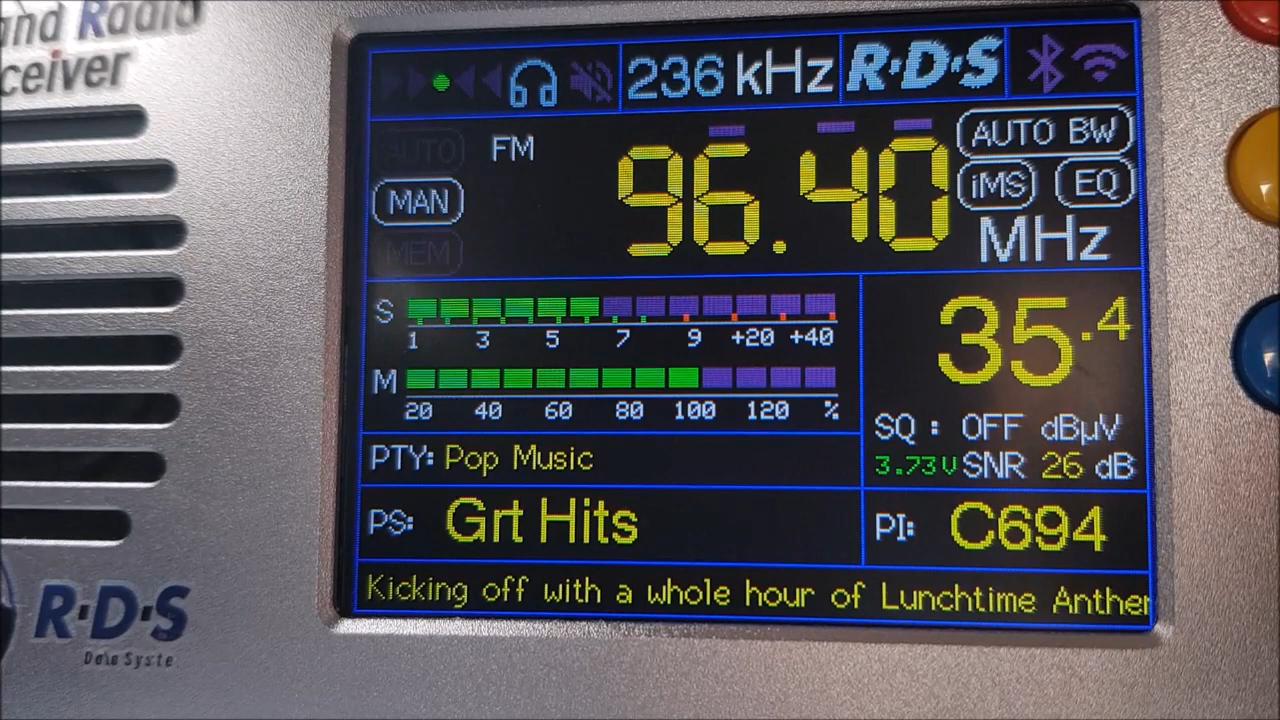 and Radio
ceiver
236 kHz R·D·S
AUTO FM 96.40 AUTO BW
MAN iMS EQ
MEM MHz
S
1 3 5 7 9 +20 +40
35.4
M
20 40 60 80 100 120 %
SQ : OFF dBµV
3.73V SNR 26 dB
PTY: Pop Music
PS: Grt Hits
PI: C694
Kicking off with a whole hour of Lunchtime Anther
R·D·S
Data Syste